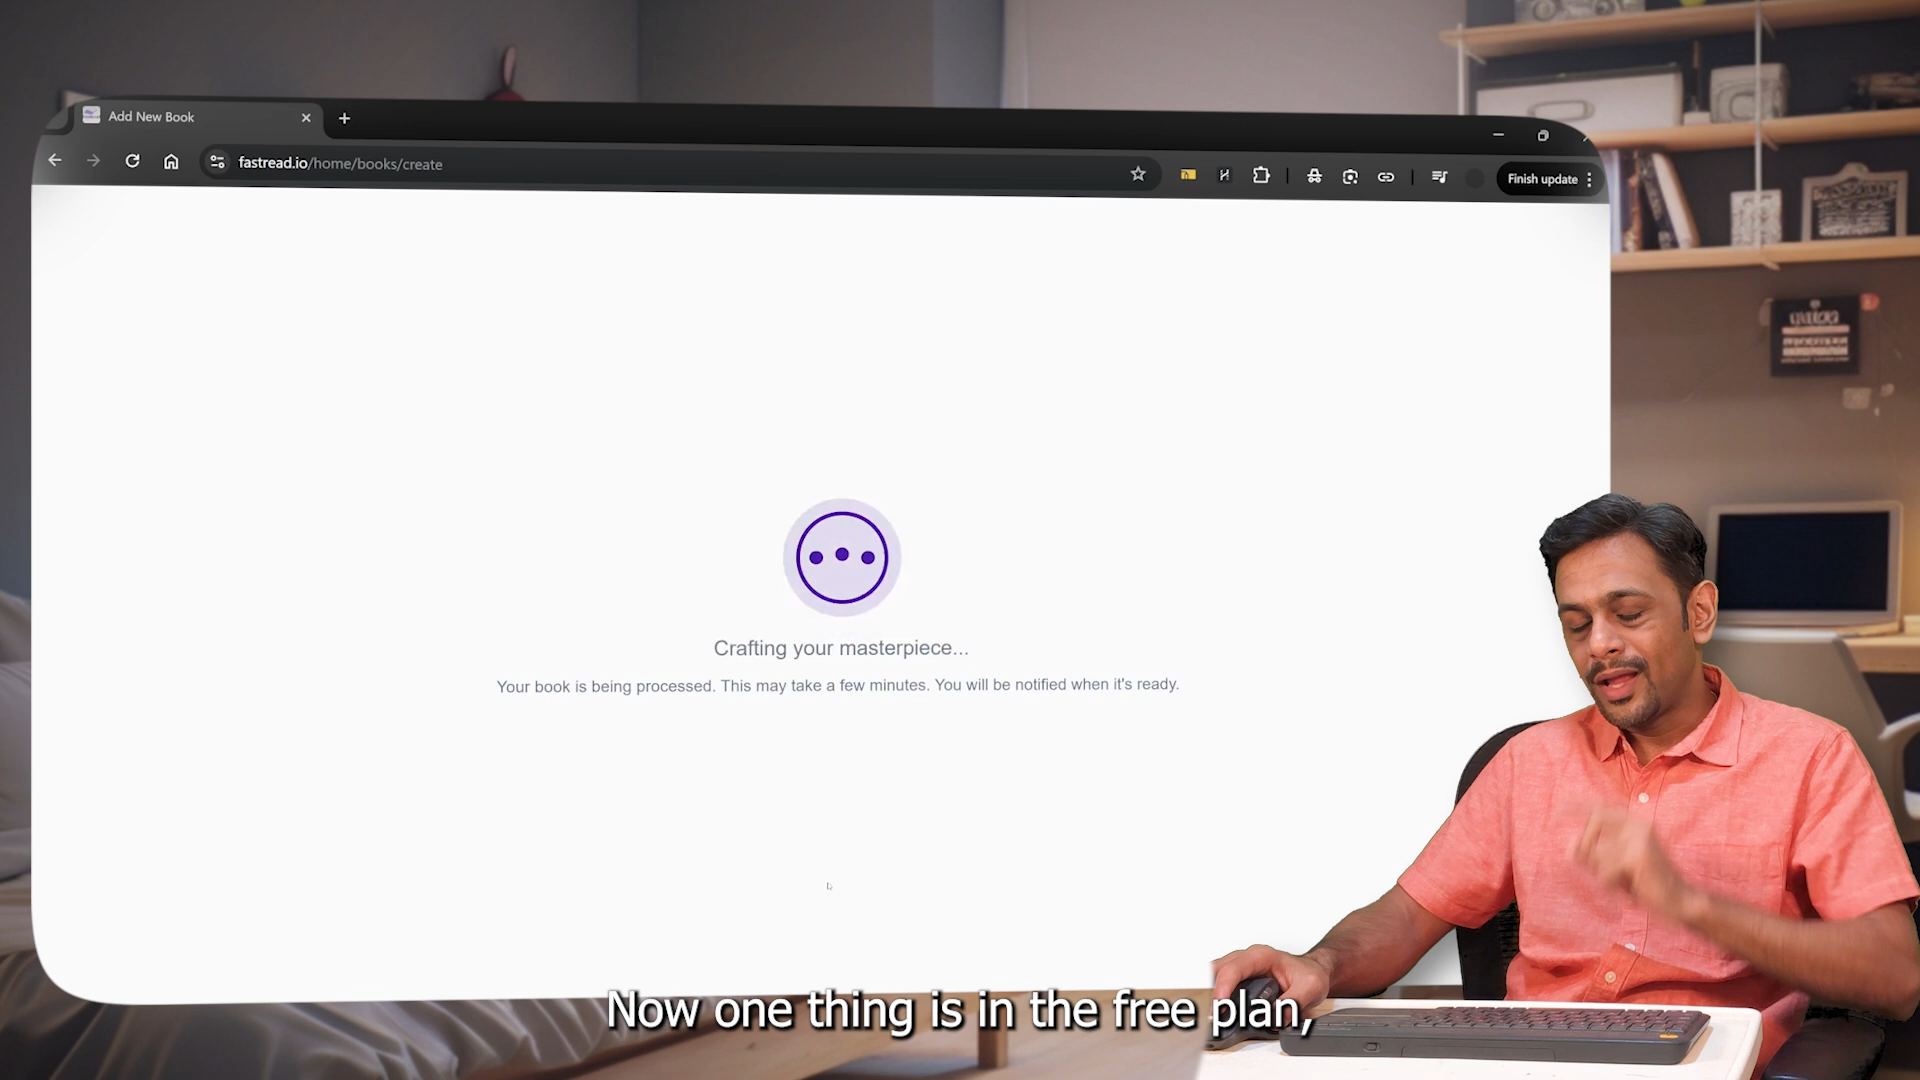 Add New Book
fastread.io/home/books/create
Finish update
Crafting your masterpiece...
Your book is being processed. This may take a few minutes. You will be notified when it's ready.
Now one thing is in the free plan,